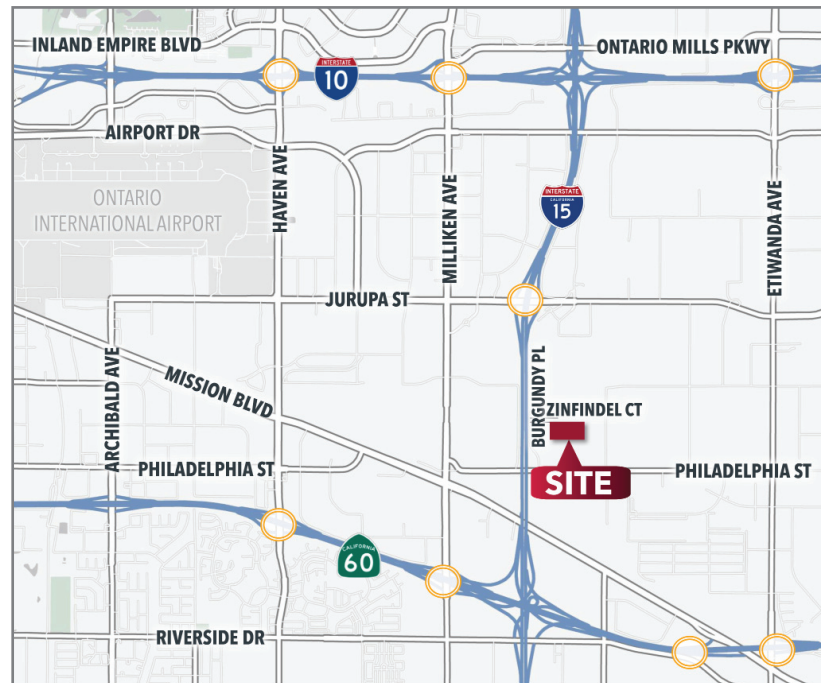 INLAND EMPIRE BLVD
ONTARIO MILLS PKWY
INTERSTATE
10
AIRPORT DR
HAVEN AVE
ONTARIO
INTERNATIONAL AIRPORT
MILLIKEN AVE
INTERSTATE
CALIFORNIA
15
ETIWANDA AVE
JURUPA ST
ARCHIBALD AVE
MISSION BLVD
BURGUNDY PL
ZINFINDEL CT
PHILADELPHIA ST
SITE
PHILADELPHIA ST
CALIFORNIA
60
RIVERSIDE DR